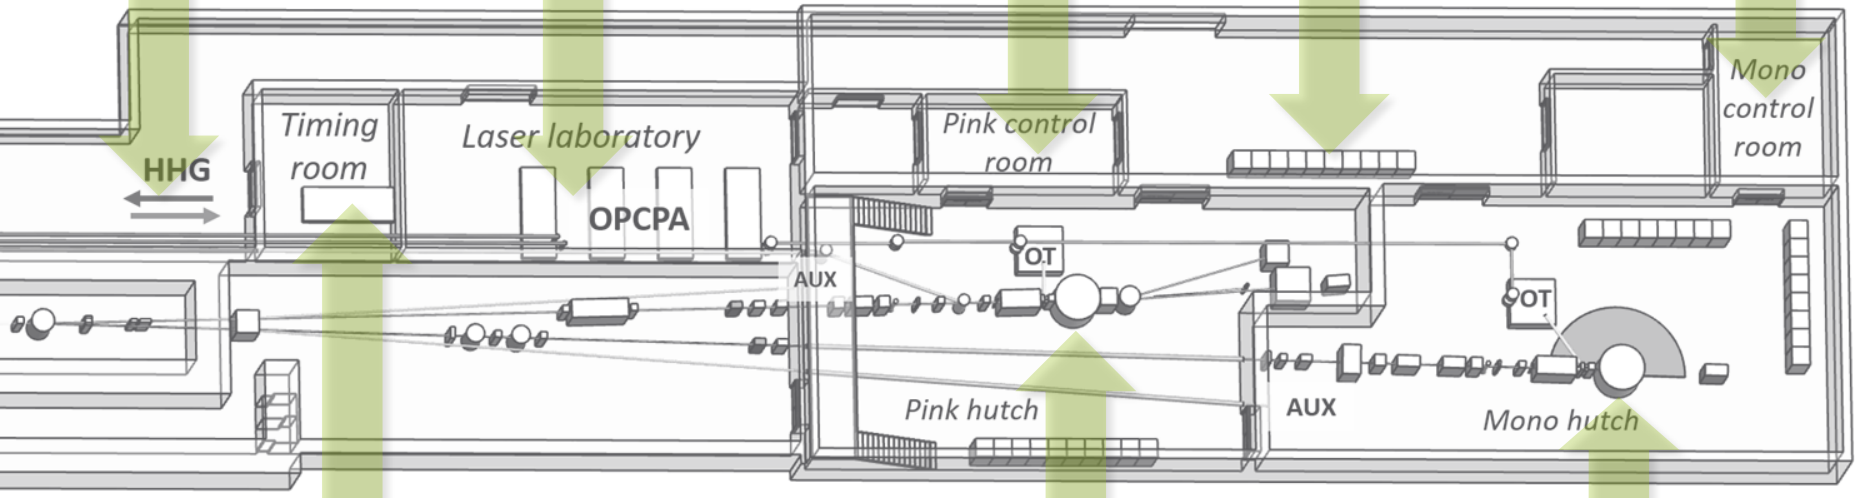 Timing
room
HHG
Laser laboratory
OPCPA
Pink control
room
Mono
control
room
OT
AUX
OT
Pink hutch
AUX
Mono hutch